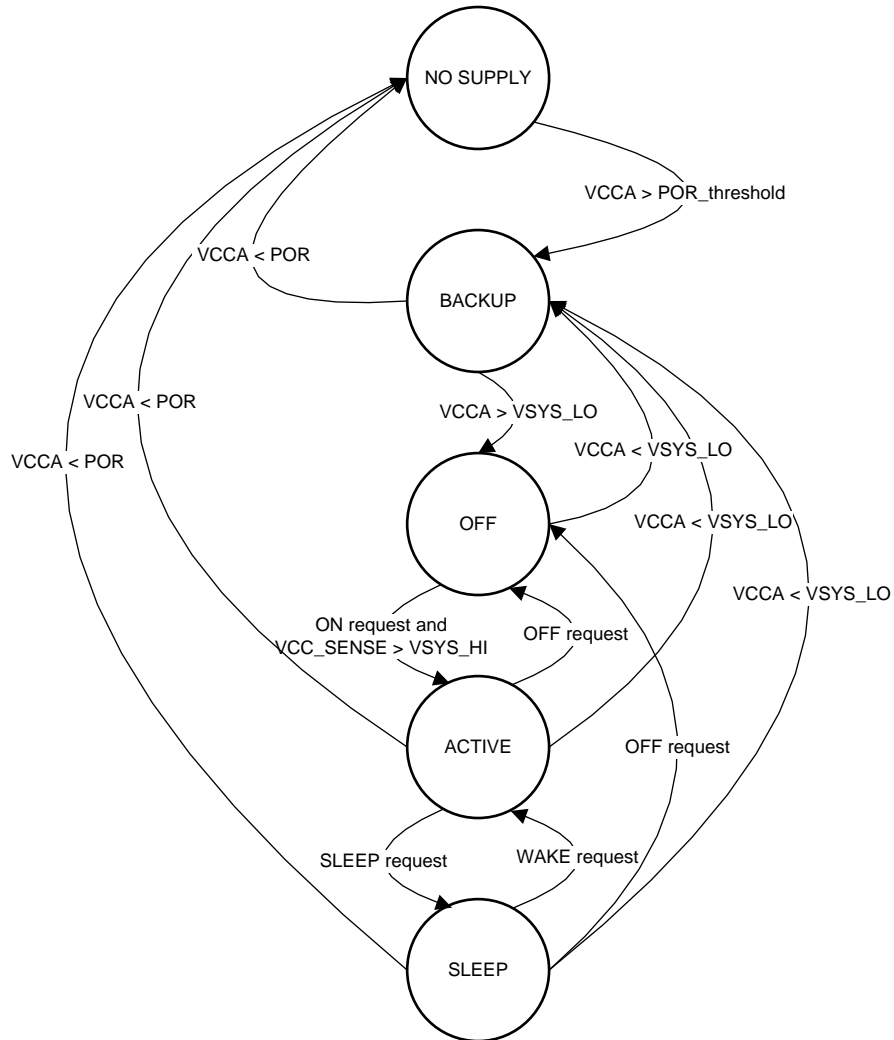 NO SUPPLY
VCCA > POR_threshold
VCCA < POR
BACKUP
VCCA < POR
VCCA > VSYS_LO
VCCA < VSYS_LO
VCCA < POR
OFF
VCCA < VSYS_LO
VCCA < VSYS_LO
ON request and
VCC_SENSE > VSYS_HI
OFF request
ACTIVE
OFF request
SLEEP request
WAKE request
SLEEP